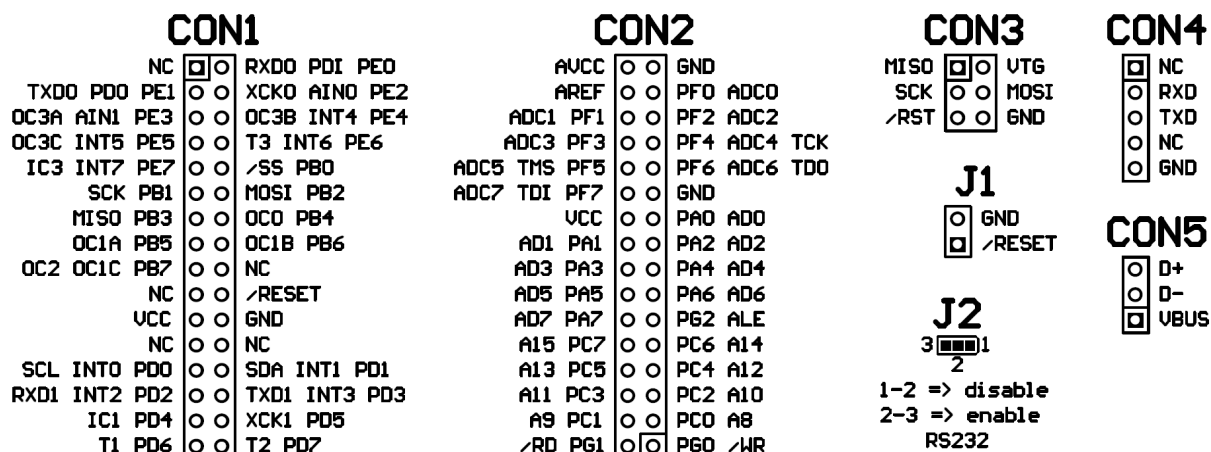 CON1
NC RXD0 PDI PE0
TXD0 PDO PE1 XCK0 AIN0 PE2
OC3A AIN1 PE3 OC3B INT4 PE4
OC3C INT5 PE5 T3 INT6 PE6
IC3 INT7 PE7 /SS PB0
SCK PB1 MOSI PB2
MISO PB3 OC0 PB4
OC1A PB5 OC1B PB6
OC2 OC1C PB7 NC
NC /RESET
VCC GND
NC NC
SCL INT0 PD0 SDA INT1 PD1
RXD1 INT2 PD2 TXD1 INT3 PD3
IC1 PD4 XCK1 PD5
T1 PD6 T2 PD7
CON2
AVCC GND
AREF PF0 ADC0
ADC1 PF1 PF2 ADC2
ADC3 PF3 PF4 ADC4 TCK
ADC5 TMS PF5 PF6 ADC6 TDO
ADC7 TDI PF7 GND
VCC PA0 AD0
AD1 PA1 PA2 AD2
AD3 PA3 PA4 AD4
AD5 PA5 PA6 AD6
AD7 PA7 PG2 ALE
A15 PC7 PC6 A14
A13 PC5 PC4 A12
A11 PC3 PC2 A10
A9 PC1 PC0 A8
/RD PG1 PG0 /WR
CON3
MISO VTG
SCK MOSI
/RST GND
J1
GND
/RESET
J2
3 1
2
1-2 => disable
2-3 => enable
RS232
CON4
NC
RXD
TXD
NC
GND
CON5
D+
D-
VBUS